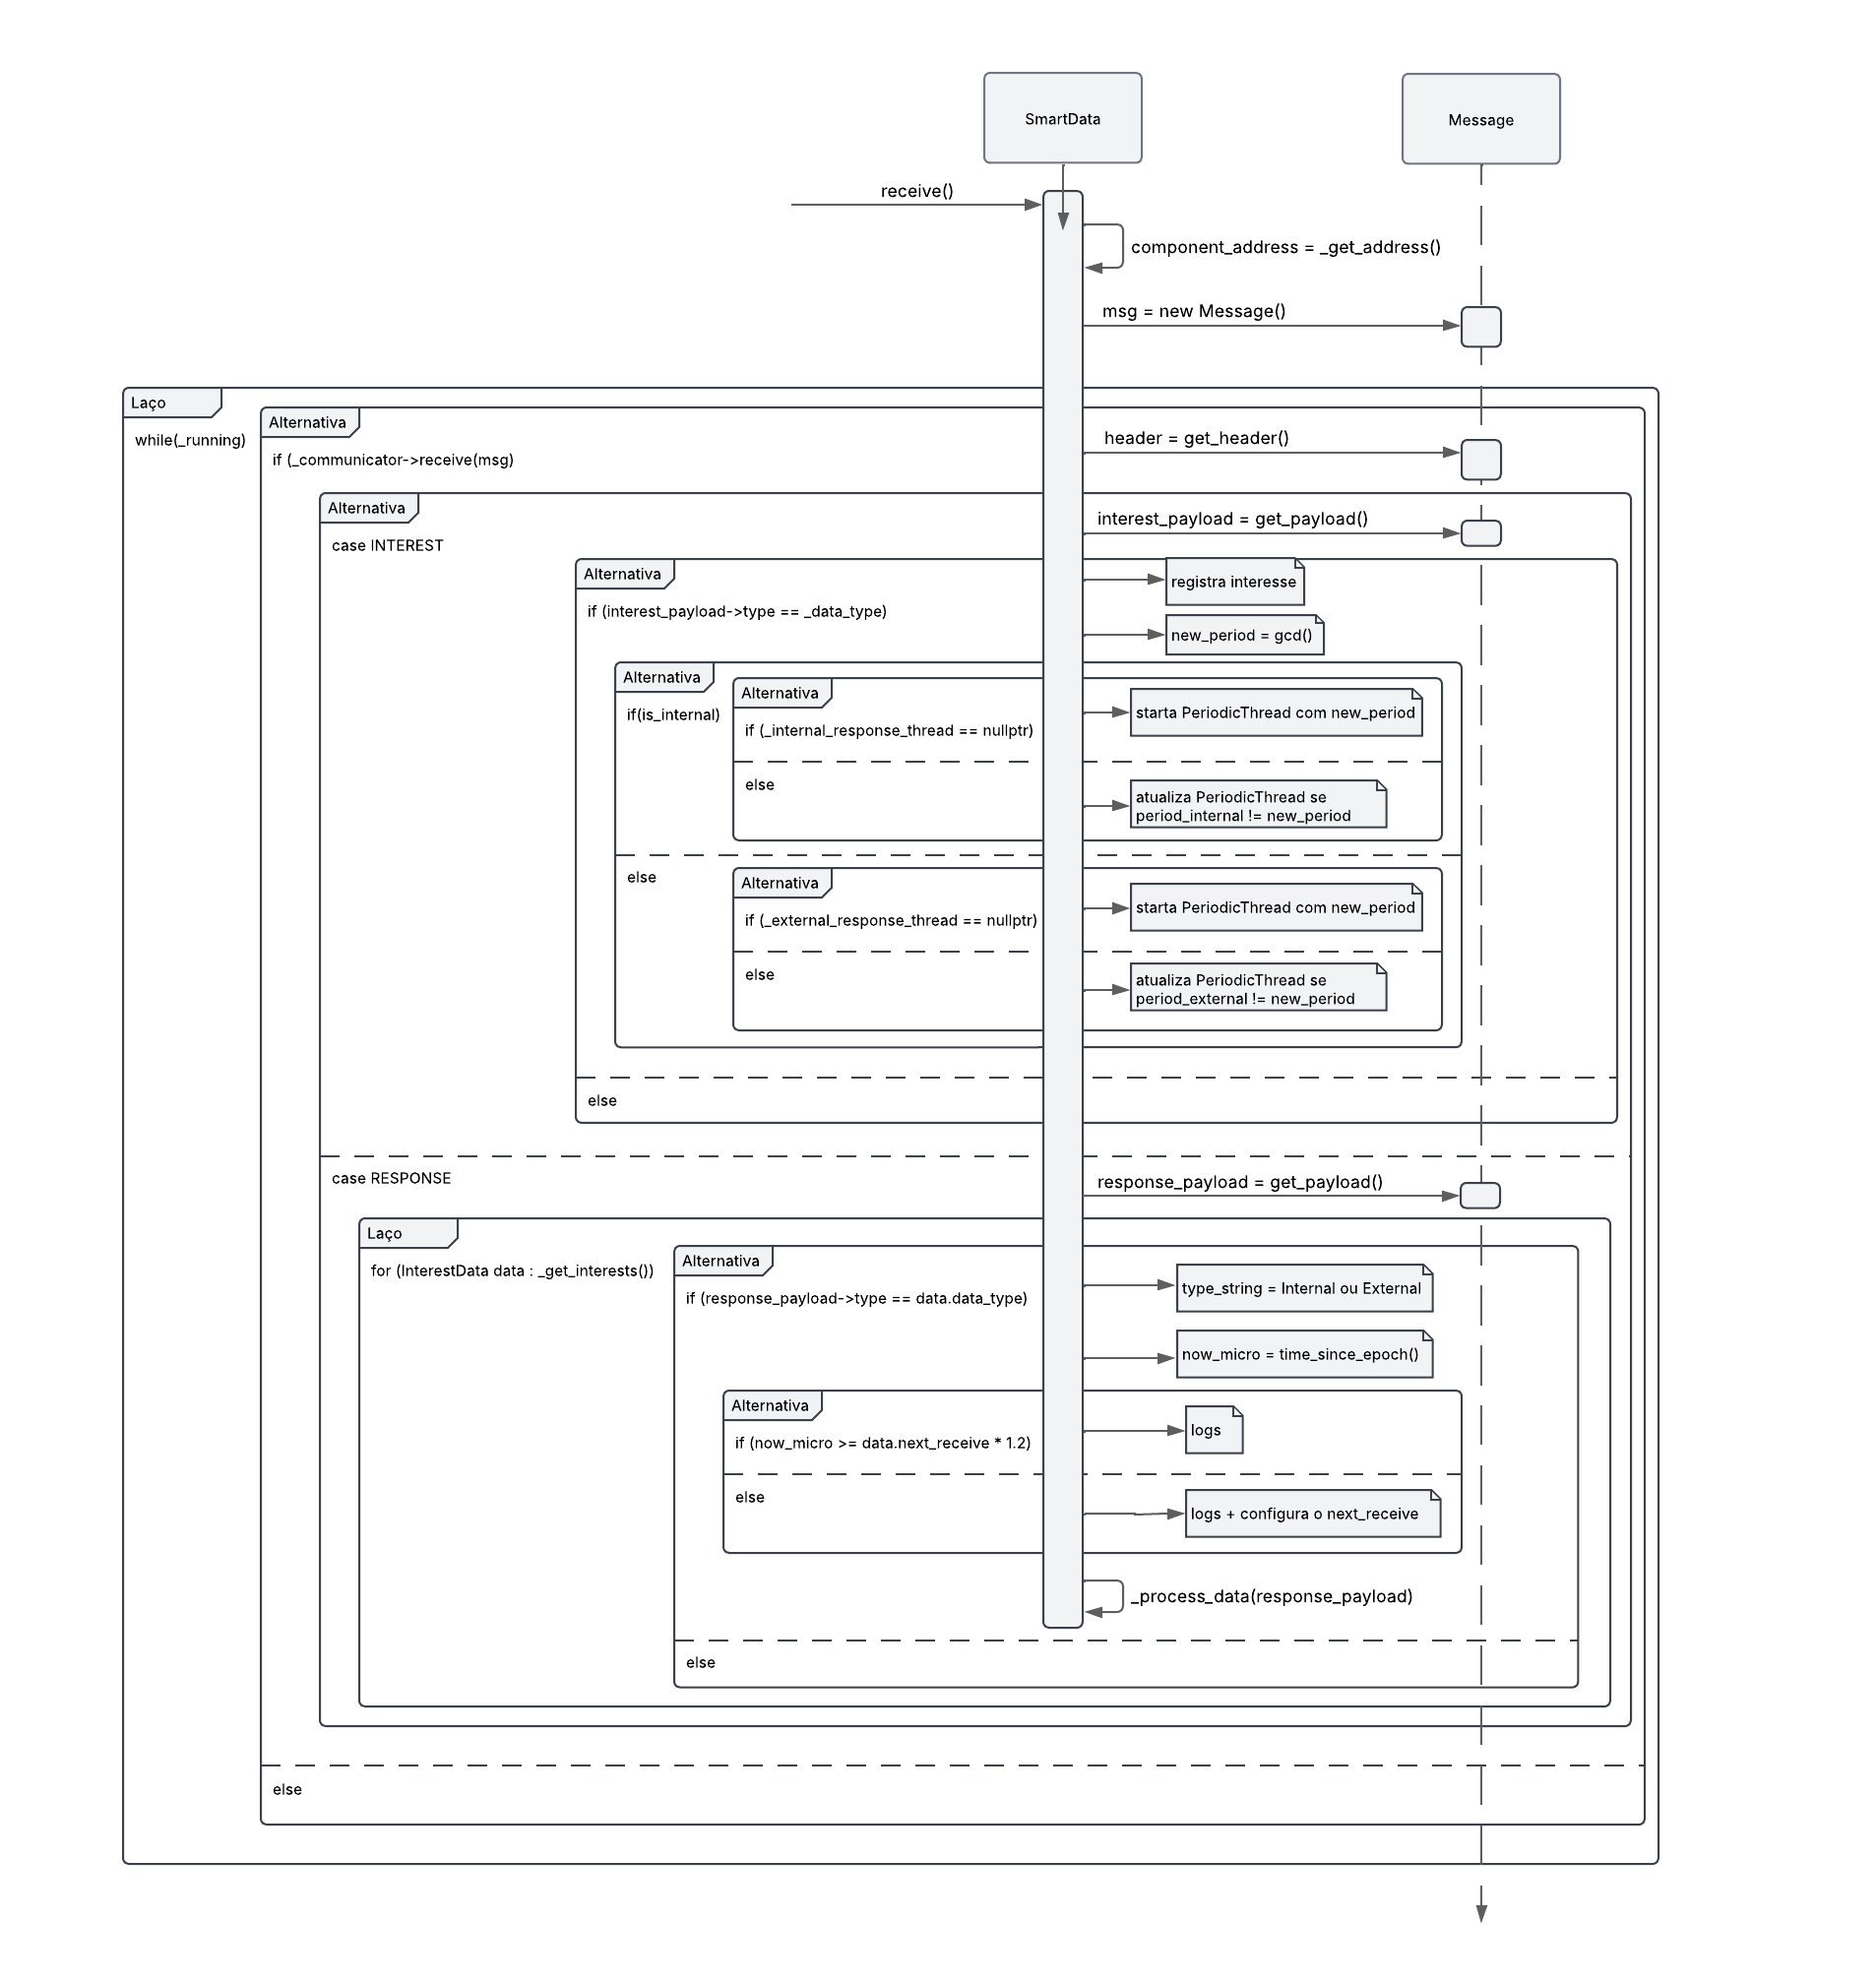 SmartData
Message
receive()
component_address = _get_address()
msg = new Message()
Laço
while(_running)
Alternativa
if (_communicator->receive(msg)
header = get_header()
Alternativa
case INTEREST
interest_payload = get_payload()
Alternativa
if (interest_payload->type == _data_type)
registra interesse
new_period = gcd()
Alternativa
if(is_internal)
Alternativa
if (_internal_response_thread == nullptr)
starta PeriodicThread com new_period
else
atualiza PeriodicThread se
period_internal != new_period
else
Alternativa
if (_external_response_thread == nullptr)
starta PeriodicThread com new_period
else
atualiza PeriodicThread se
period_external != new_period
else
case RESPONSE
response_payload = get_payload()
Laço
for (InterestData data : _get_interests())
Alternativa
if (response_payload->type == data.data_type)
type_string = Internal ou External
now_micro = time_since_epoch()
Alternativa
if (now_micro >= data.next_receive * 1.2)
logs
else
logs + configura o next_receive
_process_data(response_payload)
else
else